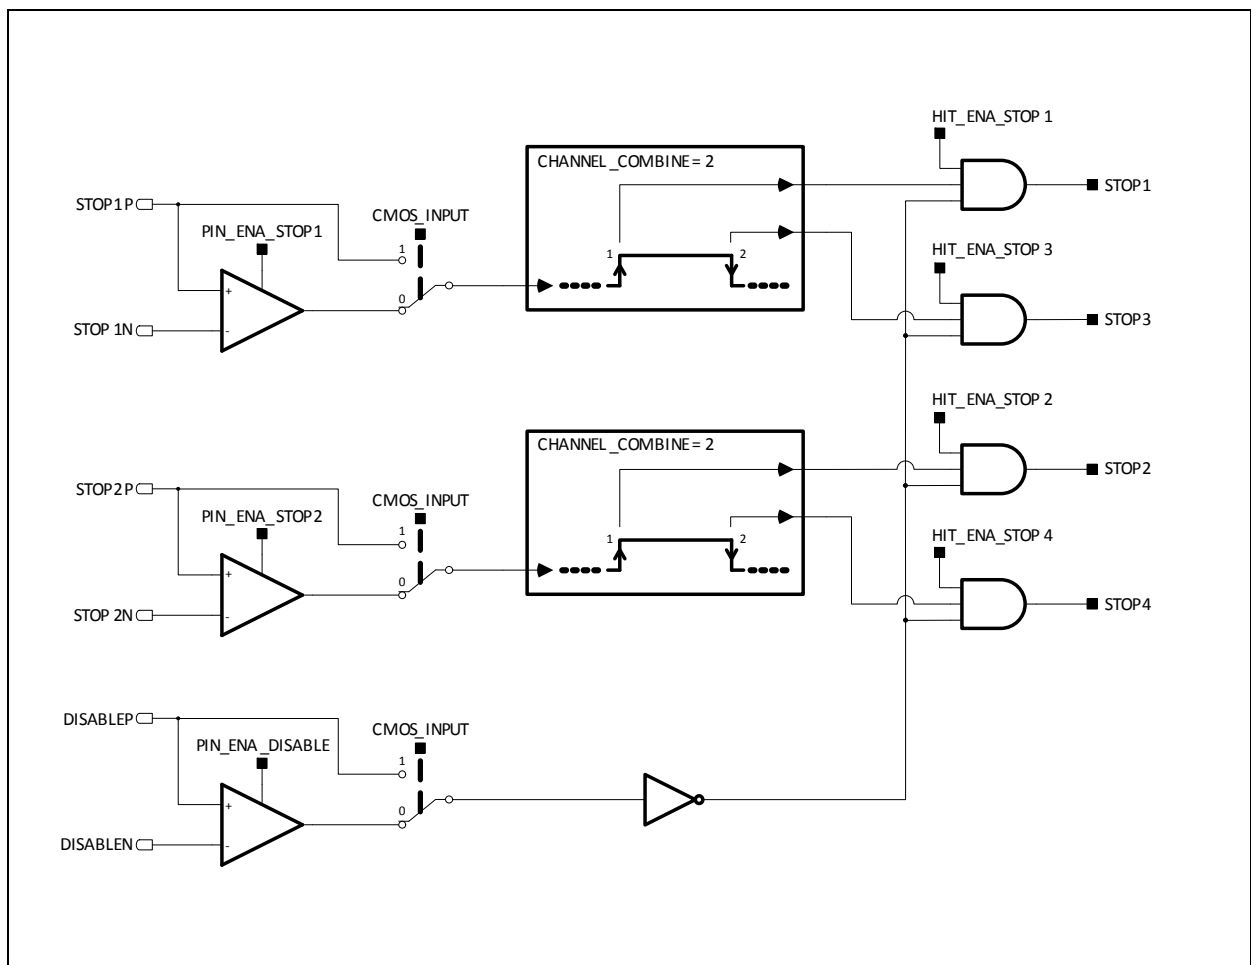 HIT_ENA_STOP 1
CHANNEL_COMBINE = 2
STOP1
STOP1P
CMOS_INPUT
PIN_ENA_STOP1
1
1
2
HIT_ENA_STOP 3
+
0
STOP 1N
-
STOP3
HIT_ENA_STOP 2
CHANNEL_COMBINE = 2
STOP2
STOP2P
CMOS_INPUT
PIN_ENA_STOP2
1
1
2
HIT_ENA_STOP 4
+
0
STOP 2N
-
STOP4
DISABLEP
CMOS_INPUT
PIN_ENA_DISABLE
1
+
0
DISABLEN
-